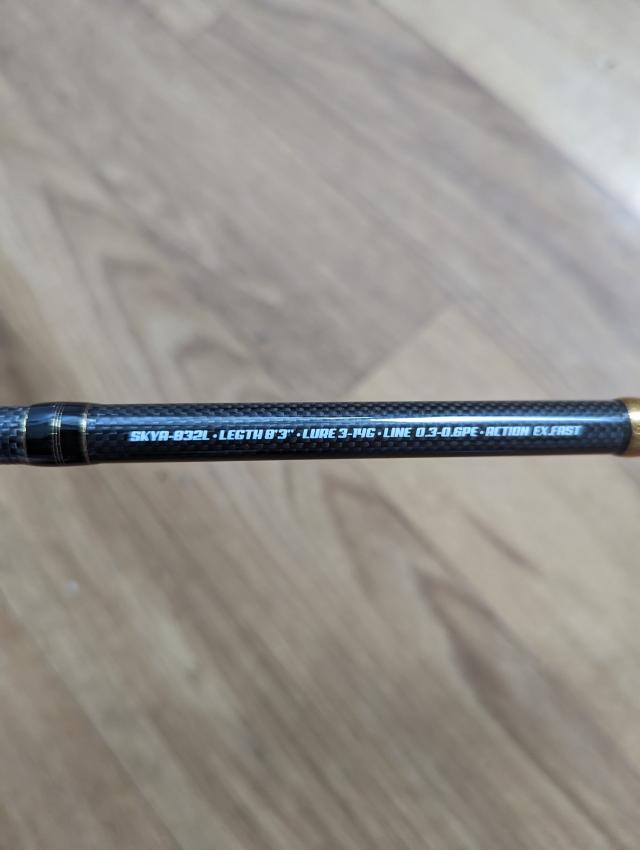 SKYR-832L · LEGTH 8'3" · LURE 3-14G · LINE 0.3-0.6PE · ACTION EX.FAST